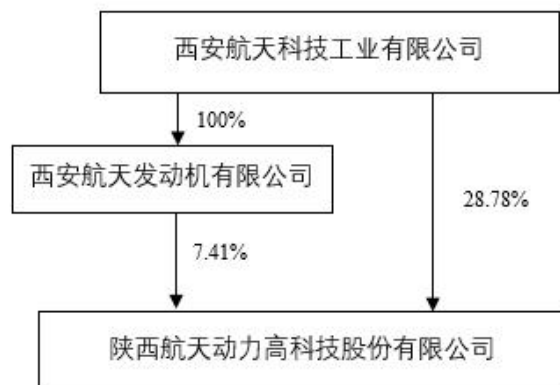 西安航天科技工业有限公司
100%
西安航天发动机有限公司
28.78%
7.41%
陕西航天动力高科技股份有限公司